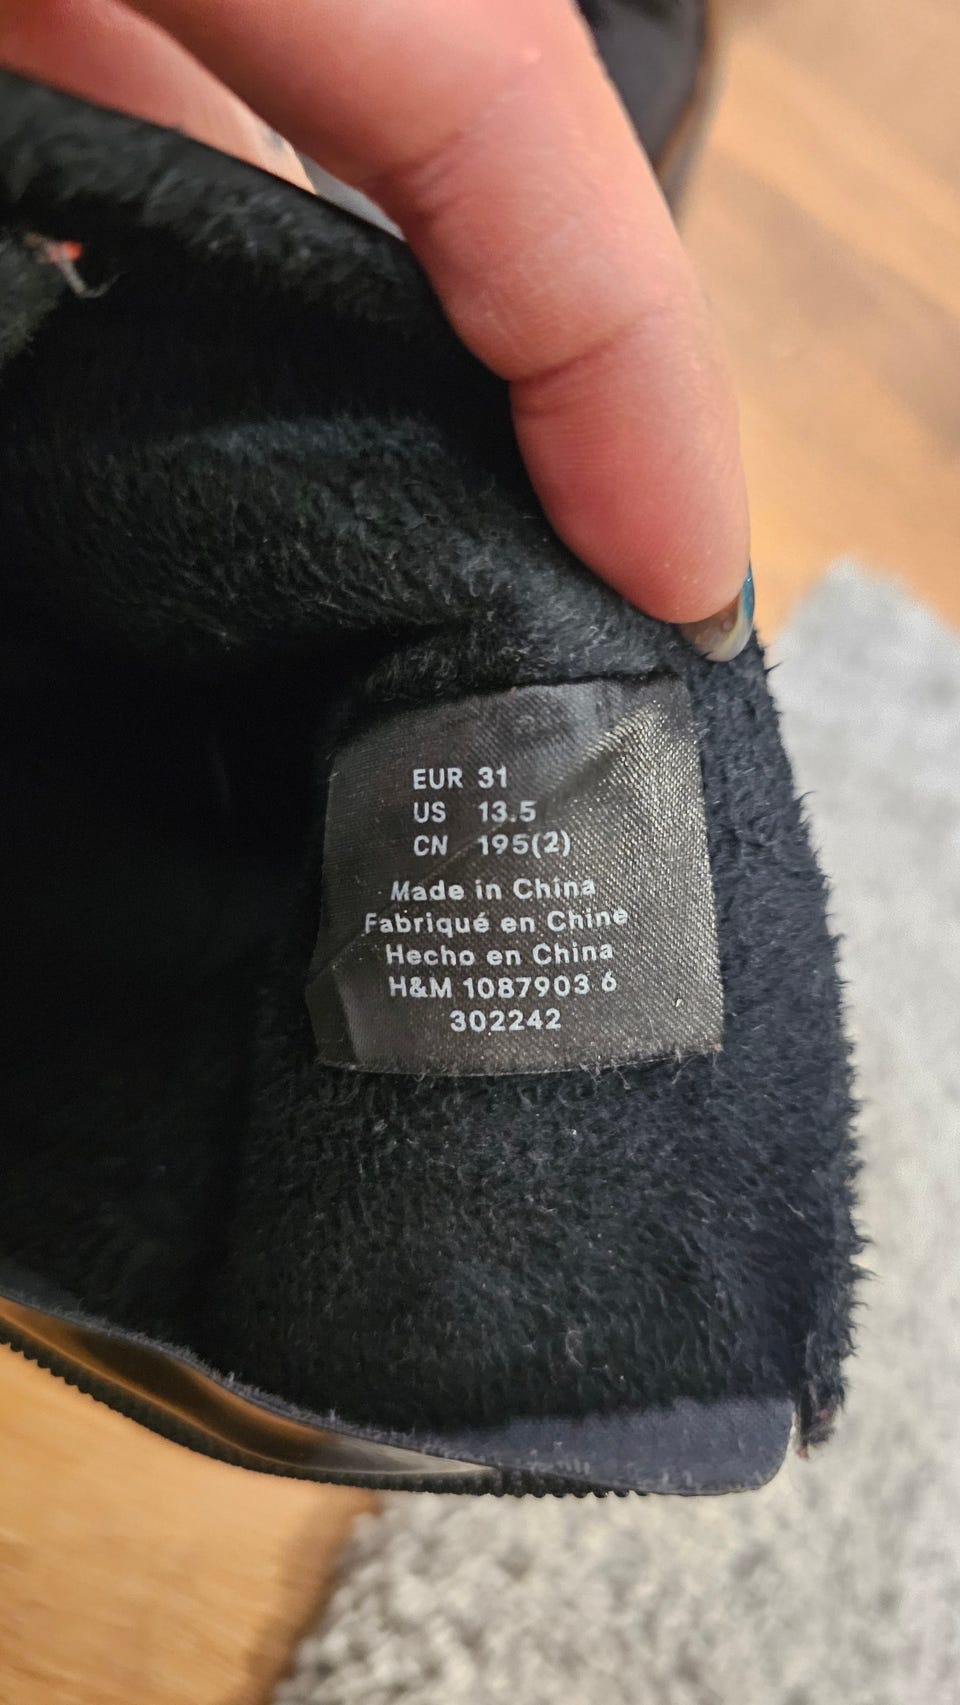 EUR 31
US 13.5
CN 195(2)
Made in China
Fabriqué en Chine
Hecho en China
H&M 1087903 6
302242